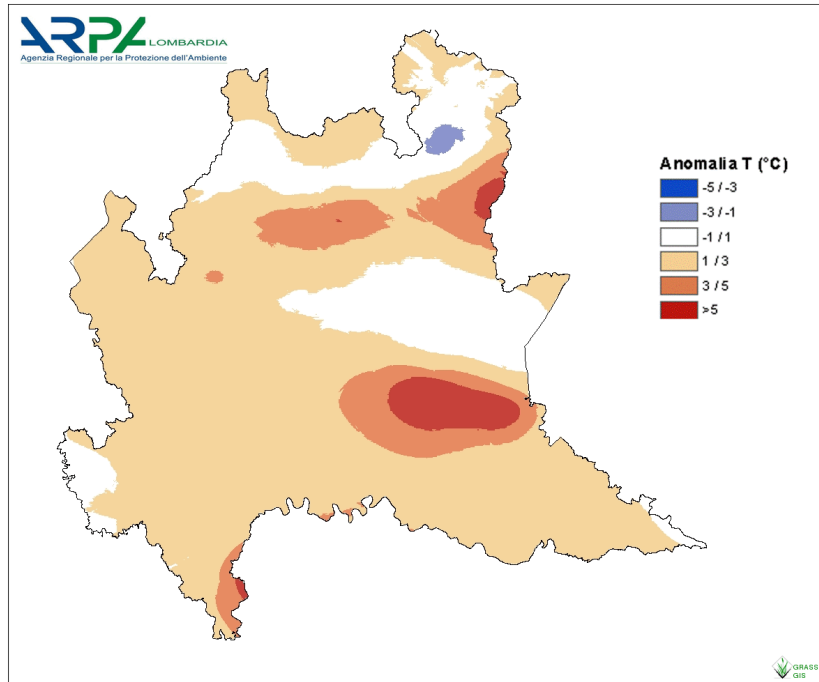 ARPA LOMBARDIA
Agenzia Regionale per la Protezione dell'Ambiente
Anomalia T (°C)
-5 / -3
-3 / -1
-1 / 1
1 / 3
3 / 5
>5
GRASS
GIS